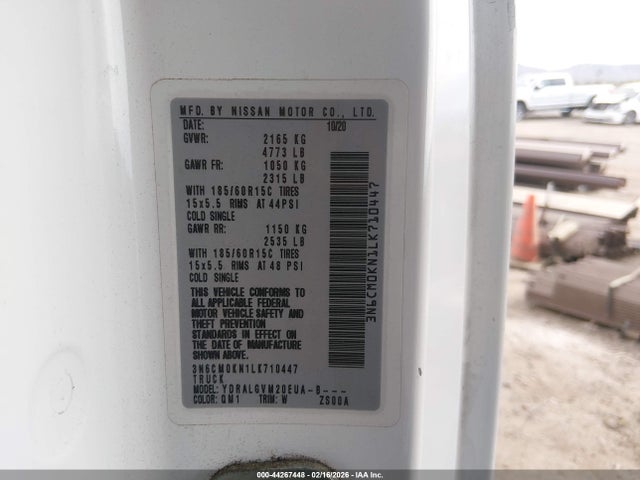 MFD. BY NISSAN MOTOR CO., LTD.
DATE: 10/20
GVWR: 2165 KG
4773 LB
GAWR FR: 1050 KG
2315 LB
WITH 185/60R15C TIRES
15x5.5 RIMS AT 44PSI
COLD SINGLE
GAWR RR: 1150 KG
2535 LB
WITH 185/60R15C TIRES
15x5.5 RIMS AT 48 PSI
COLD SINGLE
THIS VEHICLE CONFORMS TO
ALL APPLICABLE FEDERAL
MOTOR VEHICLE SAFETY AND
THEFT PREVENTION
STANDARDS IN EFFECT ON
THE DATE OF MANUFACTURE
SHOWN ABOVE.
3N6CM0KN1LK710447
TRUCK
MODEL: YDRALGVM20EUA-B---
COLOR: QM1 TRIM: W ZS00A
3N6CM0KN1LK710447
000-44267448 - 02/16/2026 - IAA Inc.